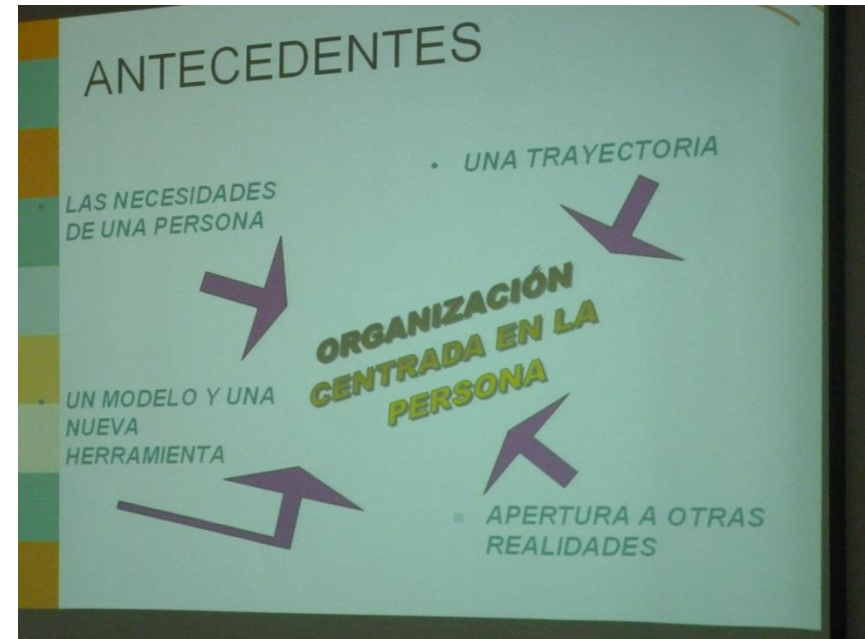 ANTECEDENTES
• UNA TRAYECTORIA
• LAS NECESIDADES
DE UNA PERSONA
ORGANIZACIÓN
CENTRADA EN LA
PERSONA
• UN MODELO Y UNA
NUEVA
HERRAMIENTA
▪ APERTURA A OTRAS
REALIDADES